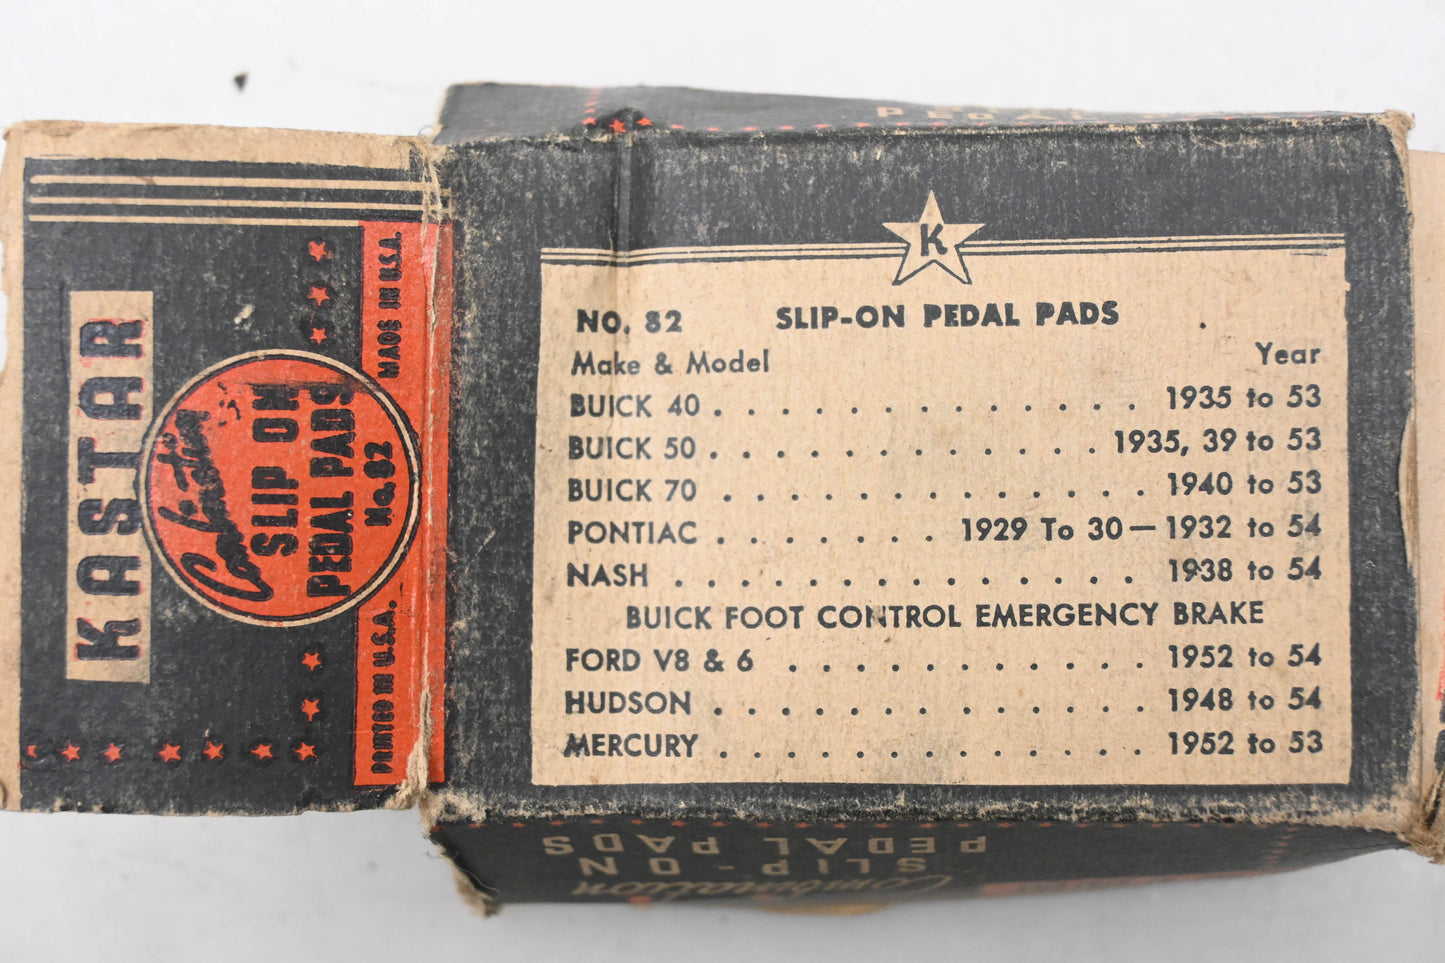 PEDAL
K
NO. 82 SLIP-ON PEDAL PADS
Make & Model Year
BUICK 40 . . . . . . . . . . . . . . . . 1935 to 53
BUICK 50 . . . . . . . . . . . . . . . 1935, 39 to 53
BUICK 70 . . . . . . . . . . . . . . . . 1940 to 53
PONTIAC . . . . . . . 1929 To 30—1932 to 54
NASH . . . . . . . . . . . . . . . . . 1938 to 54
BUICK FOOT CONTROL EMERGENCY BRAKE
FORD V8 & 6 . . . . . . . . . . . . . 1952 to 54
HUDSON . . . . . . . . . . . . . . . . 1948 to 54
MERCURY . . . . . . . . . . . . . . . 1952 to 53
KASTAR
Combination
SLIP ON
PEDAL PADS
No. 82
PRINTED IN U.S.A.
MADE IN U.S.A.
Combination
SLIP-ON
PEDAL PADS